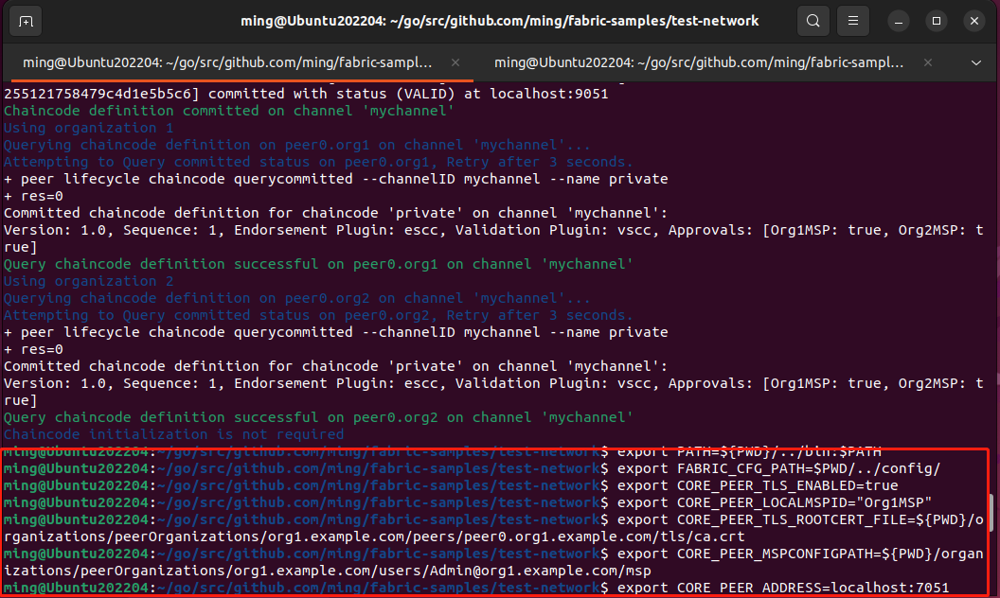 ming@Ubuntu202204: ~/go/src/github.com/ming/fabric-samples/test-network
ming@Ubuntu202204: ~/go/src/github.com/ming/fabric-sampl...
ming@Ubuntu202204: ~/go/src/github.com/ming/fabric-sampl...
255121758479c4d1e5b5c6] committed with status (VALID) at localhost:9051
Chaincode definition committed on channel 'mychannel'
Using organization 1
Querying chaincode definition on peer0.org1 on channel 'mychannel'...
Attempting to Query committed status on peer0.org1, Retry after 3 seconds.
+ peer lifecycle chaincode querycommitted --channelID mychannel --name private
+ res=0
Committed chaincode definition for chaincode 'private' on channel 'mychannel':
Version: 1.0, Sequence: 1, Endorsement Plugin: escc, Validation Plugin: vscc, Approvals: [Org1MSP: true, Org2MSP: t
rue]
Query chaincode definition successful on peer0.org1 on channel 'mychannel'
Using organization 2
Querying chaincode definition on peer0.org2 on channel 'mychannel'...
Attempting to Query committed status on peer0.org2, Retry after 3 seconds.
+ peer lifecycle chaincode querycommitted --channelID mychannel --name private
+ res=0
Committed chaincode definition for chaincode 'private' on channel 'mychannel':
Version: 1.0, Sequence: 1, Endorsement Plugin: escc, Validation Plugin: vscc, Approvals: [Org1MSP: true, Org2MSP: t
rue]
Query chaincode definition successful on peer0.org2 on channel 'mychannel'
Chaincode initialization is not required
ming@Ubuntu202204:~/go/src/github.com/ming/fabric-samples/test-network$ export PATH=${PWD}/../bin:$PATH
ming@Ubuntu202204:~/go/src/github.com/ming/fabric-samples/test-network$ export FABRIC_CFG_PATH=$PWD/../config/
ming@Ubuntu202204:~/go/src/github.com/ming/fabric-samples/test-network$ export CORE_PEER_TLS_ENABLED=true
ming@Ubuntu202204:~/go/src/github.com/ming/fabric-samples/test-network$ export CORE_PEER_LOCALMSPID="Org1MSP"
ming@Ubuntu202204:~/go/src/github.com/ming/fabric-samples/test-network$ export CORE_PEER_TLS_ROOTCERT_FILE=${PWD}/o
rganizations/peerOrganizations/org1.example.com/peers/peer0.org1.example.com/tls/ca.crt
ming@Ubuntu202204:~/go/src/github.com/ming/fabric-samples/test-network$ export CORE_PEER_MSPCONFIGPATH=${PWD}/organ
izations/peerOrganizations/org1.example.com/users/Admin@org1.example.com/msp
ming@Ubuntu202204:~/go/src/github.com/ming/fabric-samples/test-network$ export CORE_PEER_ADDRESS=localhost:7051